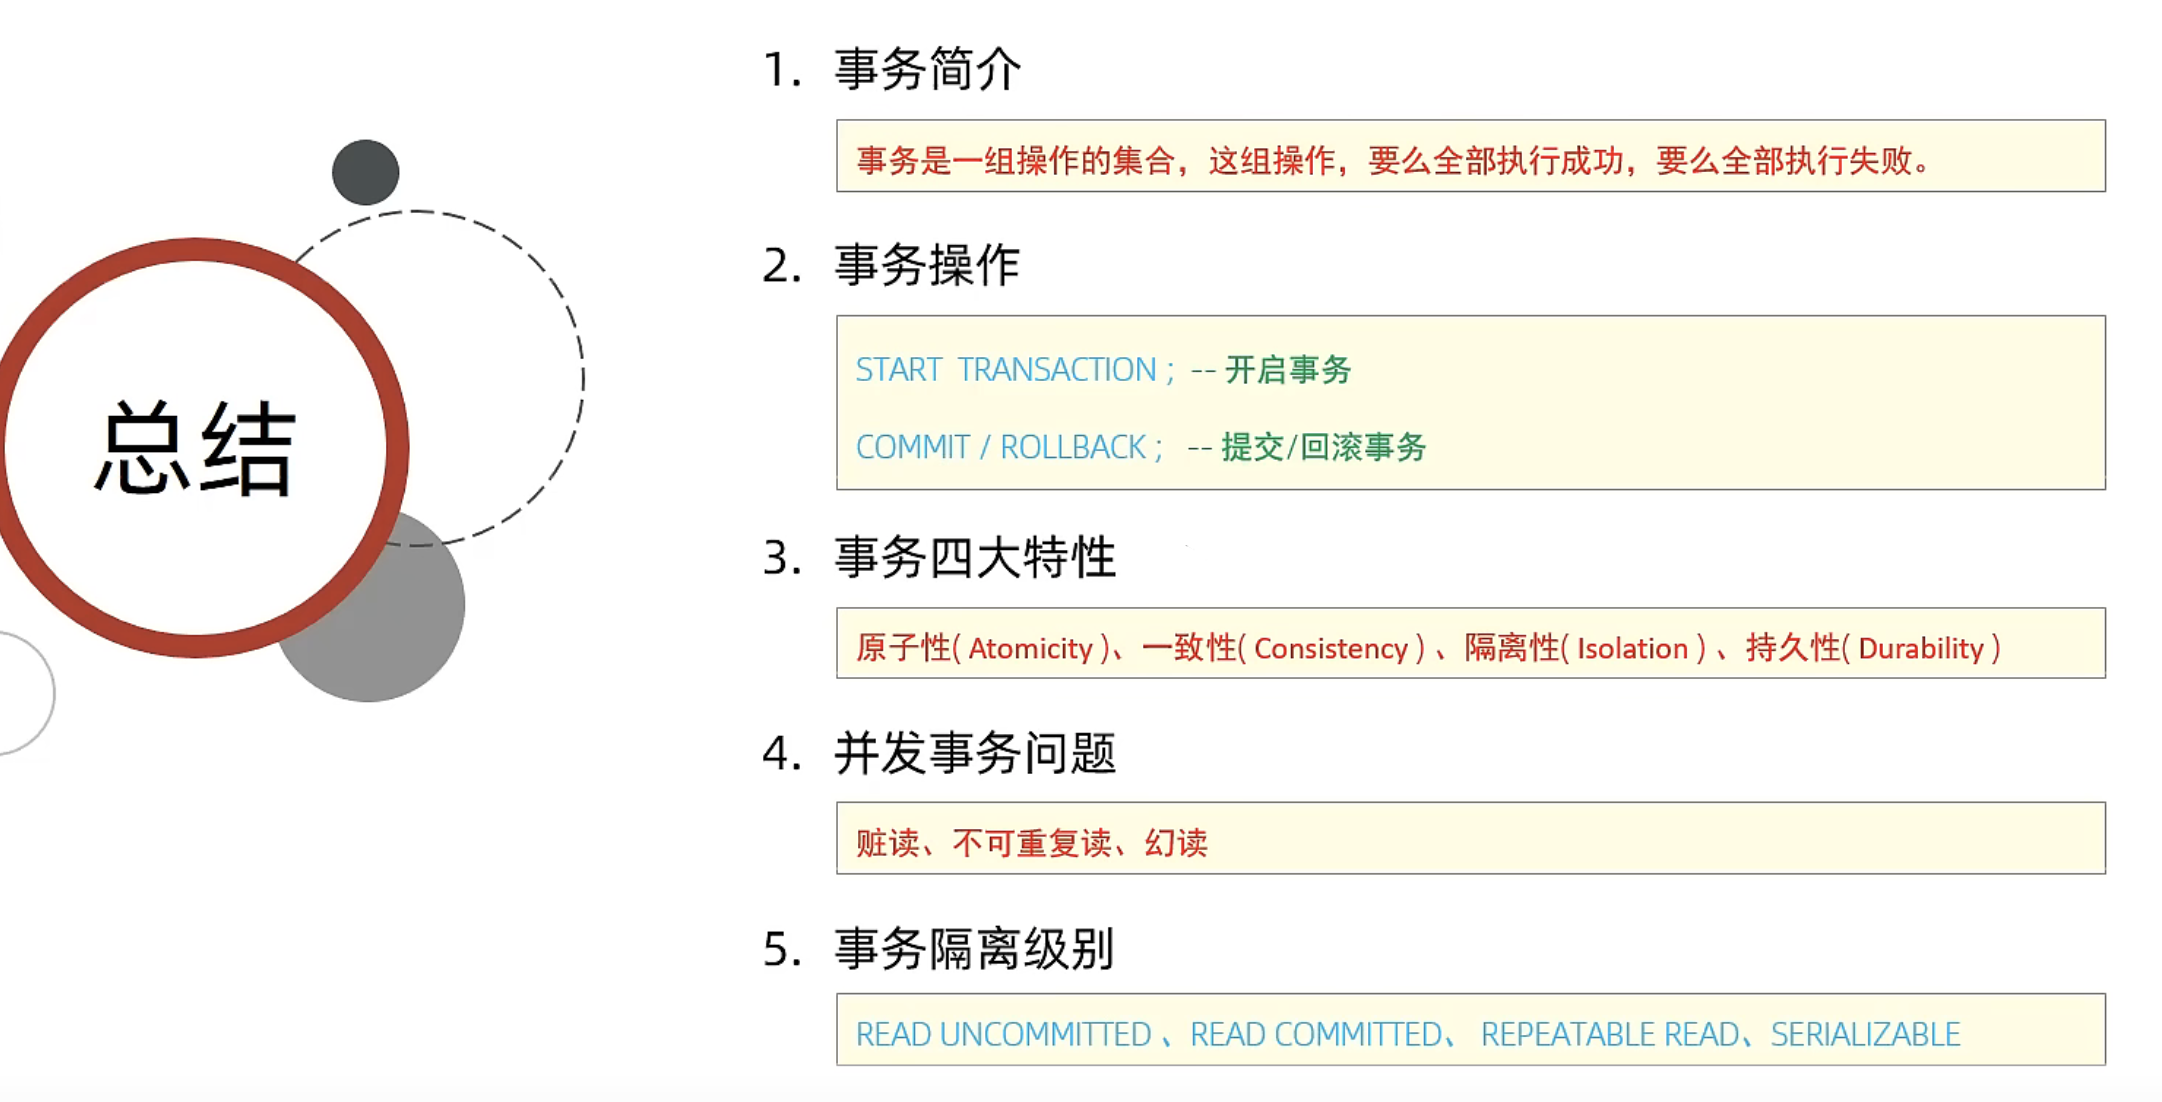 总结
1. 事务简介
事务是一组操作的集合，这组操作，要么全部执行成功，要么全部执行失败。
2. 事务操作
START TRANSACTION ; -- 开启事务
COMMIT / ROLLBACK ; -- 提交/回滚事务
3. 事务四大特性
原子性( Atomicity )、一致性( Consistency ) 、隔离性( Isolation ) 、持久性( Durability )
4. 并发事务问题
赃读、不可重复读、幻读
5. 事务隔离级别
READ UNCOMMITTED 、READ COMMITTED、 REPEATABLE READ、SERIALIZABLE